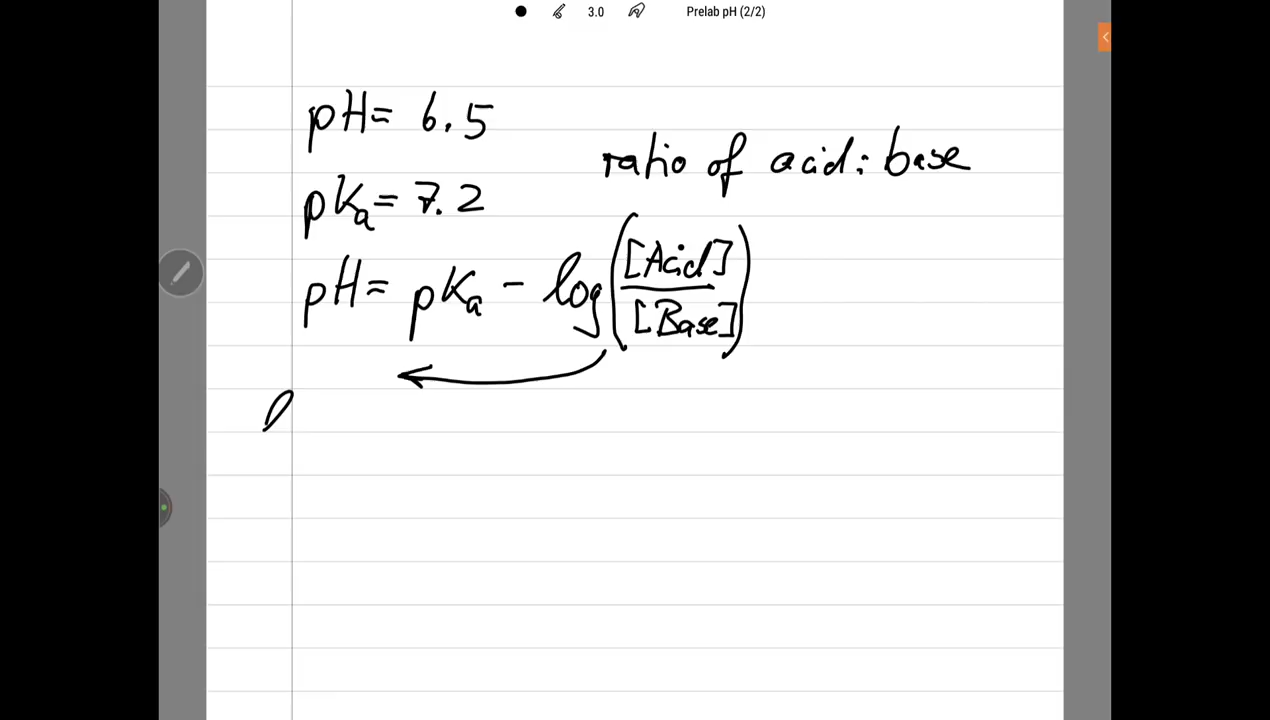 3.0 Prelab pH (2/2)
pH= 6.5
ratio of acid: base
pKa= 7.2
pH= pKa - log([Acid]/[Base])